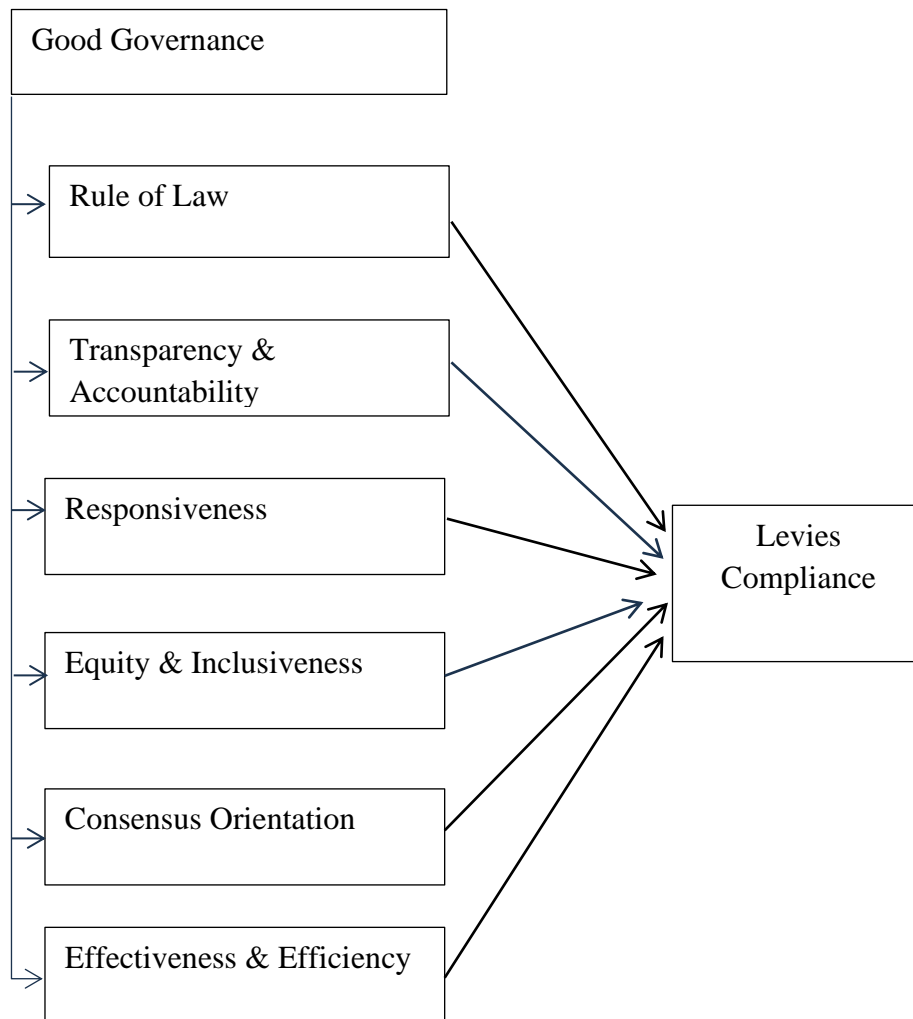 Good Governance
Rule of Law
Transparency &
Accountability
Responsiveness
Equity & Inclusiveness
Consensus Orientation
Effectiveness & Efficiency
Levies
Compliance